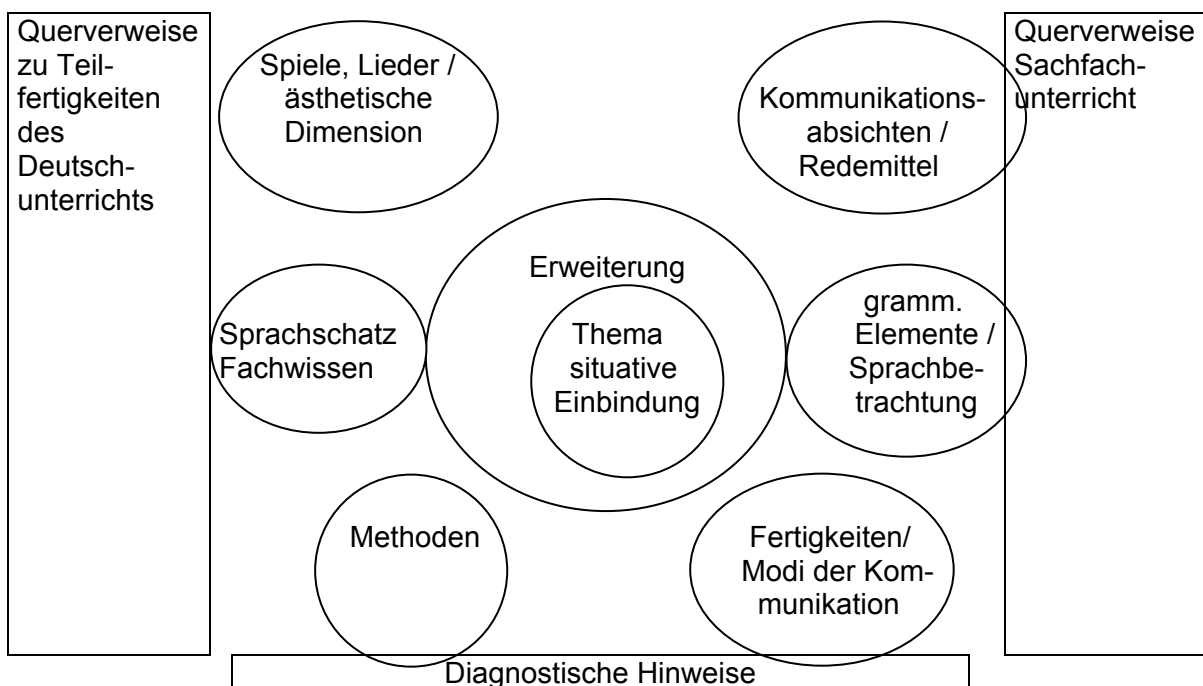 Querverweise
zu Teil-
fertigkeiten
des
Deutsch-
unterrichts
Spiele, Lieder /
ästhetische
Dimension
Kommunikations-
absichten /
Redemittel
Querverweise
Sachfach-
unterricht
Erweiterung
Thema
situative
Einbindung
Sprachschatz
Fachwissen
gramm.
Elemente /
Sprachbe-
trachtung
Methoden
Fertigkeiten/
Modi der Kom-
munikation
Diagnostische Hinweise